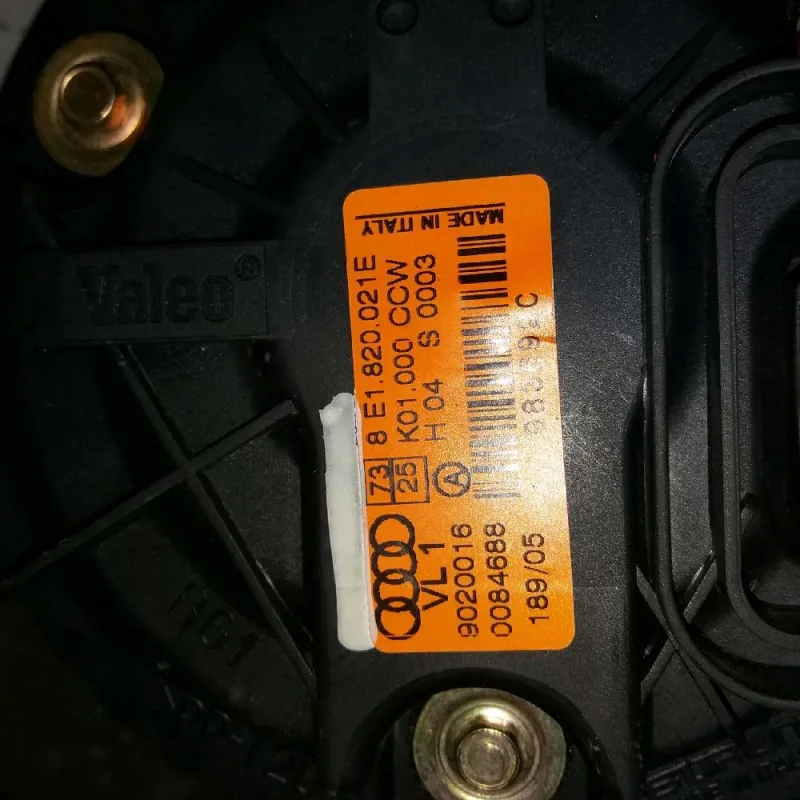 Valeo®
MADE IN ITALY
8 E1.820.021E
K01.000 CCW
H 04 S 0003
73
25
A
VL1
9020016
0084688
189/05
BG1